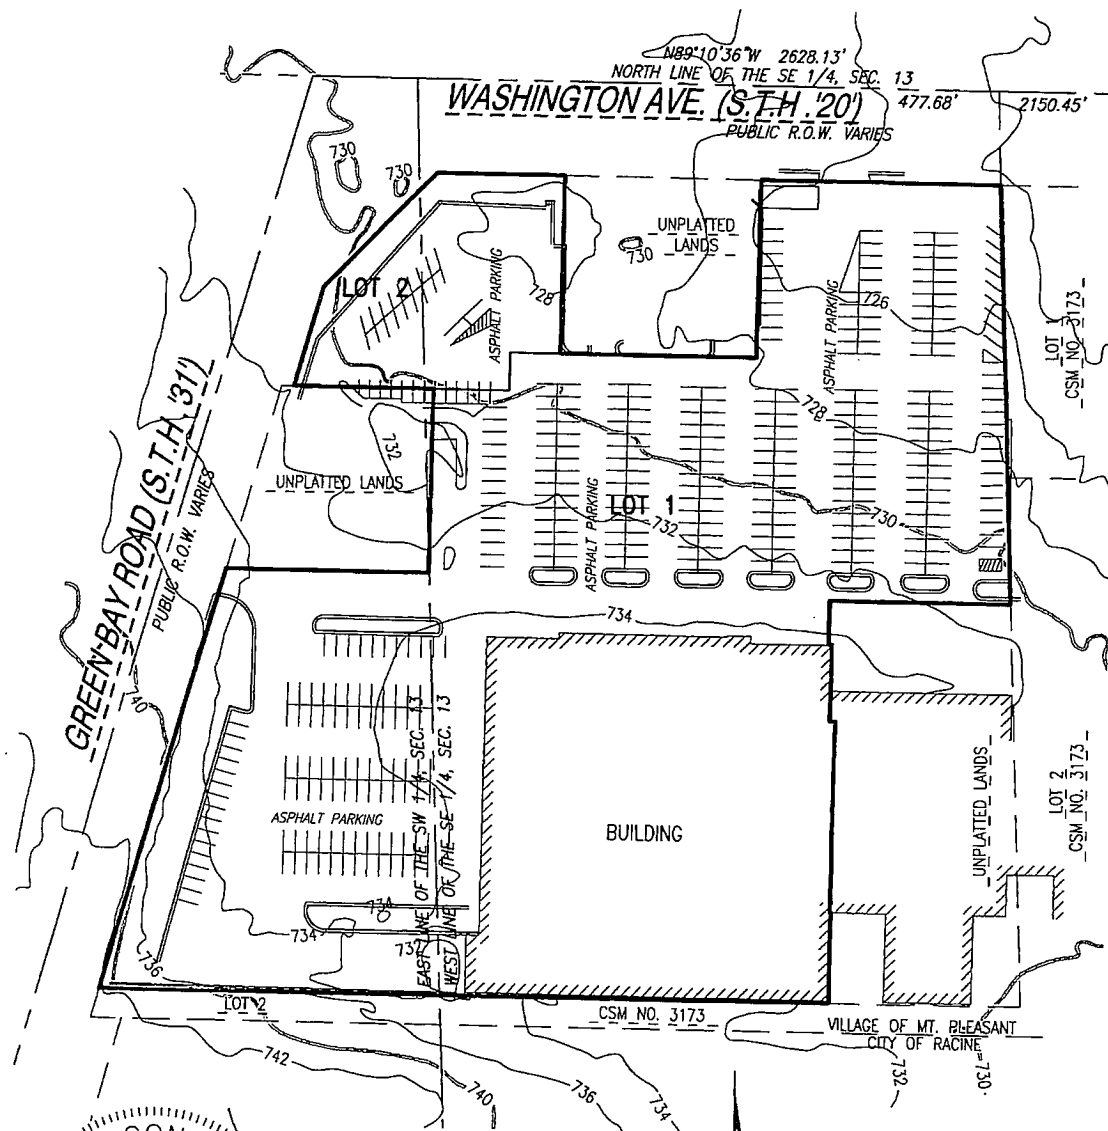 N89°10'36"W 2628.13'
NORTH LINE OF THE SE 1/4, SEC. 13
WASHINGTON AVE. (S.T.H. '20')
477.68'
2150.45'
PUBLIC R.O.W. VARIES
730
730
UNPLATTED
LANDS
730
LOT 2
728
ASPHALT PARKING
ASPHALT PARKING
726
LOT 1
CSM NO. 3173
728
GREEN BAY ROAD (S.T.H. '31')
PUBLIC R.O.W. VARIES
732
UNPLATTED LANDS
ASPHALT PARKING
LOT 1
732
730
734
40
EAST LINE OF THE SW 1/4, SEC. 13
WEST LINE OF THE SE 1/4, SEC. 13
ASPHALT PARKING
BUILDING
UNPLATTED LANDS
LOT 2
CSM NO. 3173
734
734
732
736
LOT 2
CSM NO. 3173
VILLAGE OF MT. PLEASANT
CITY OF RACINE
742
740
736
734
732
730